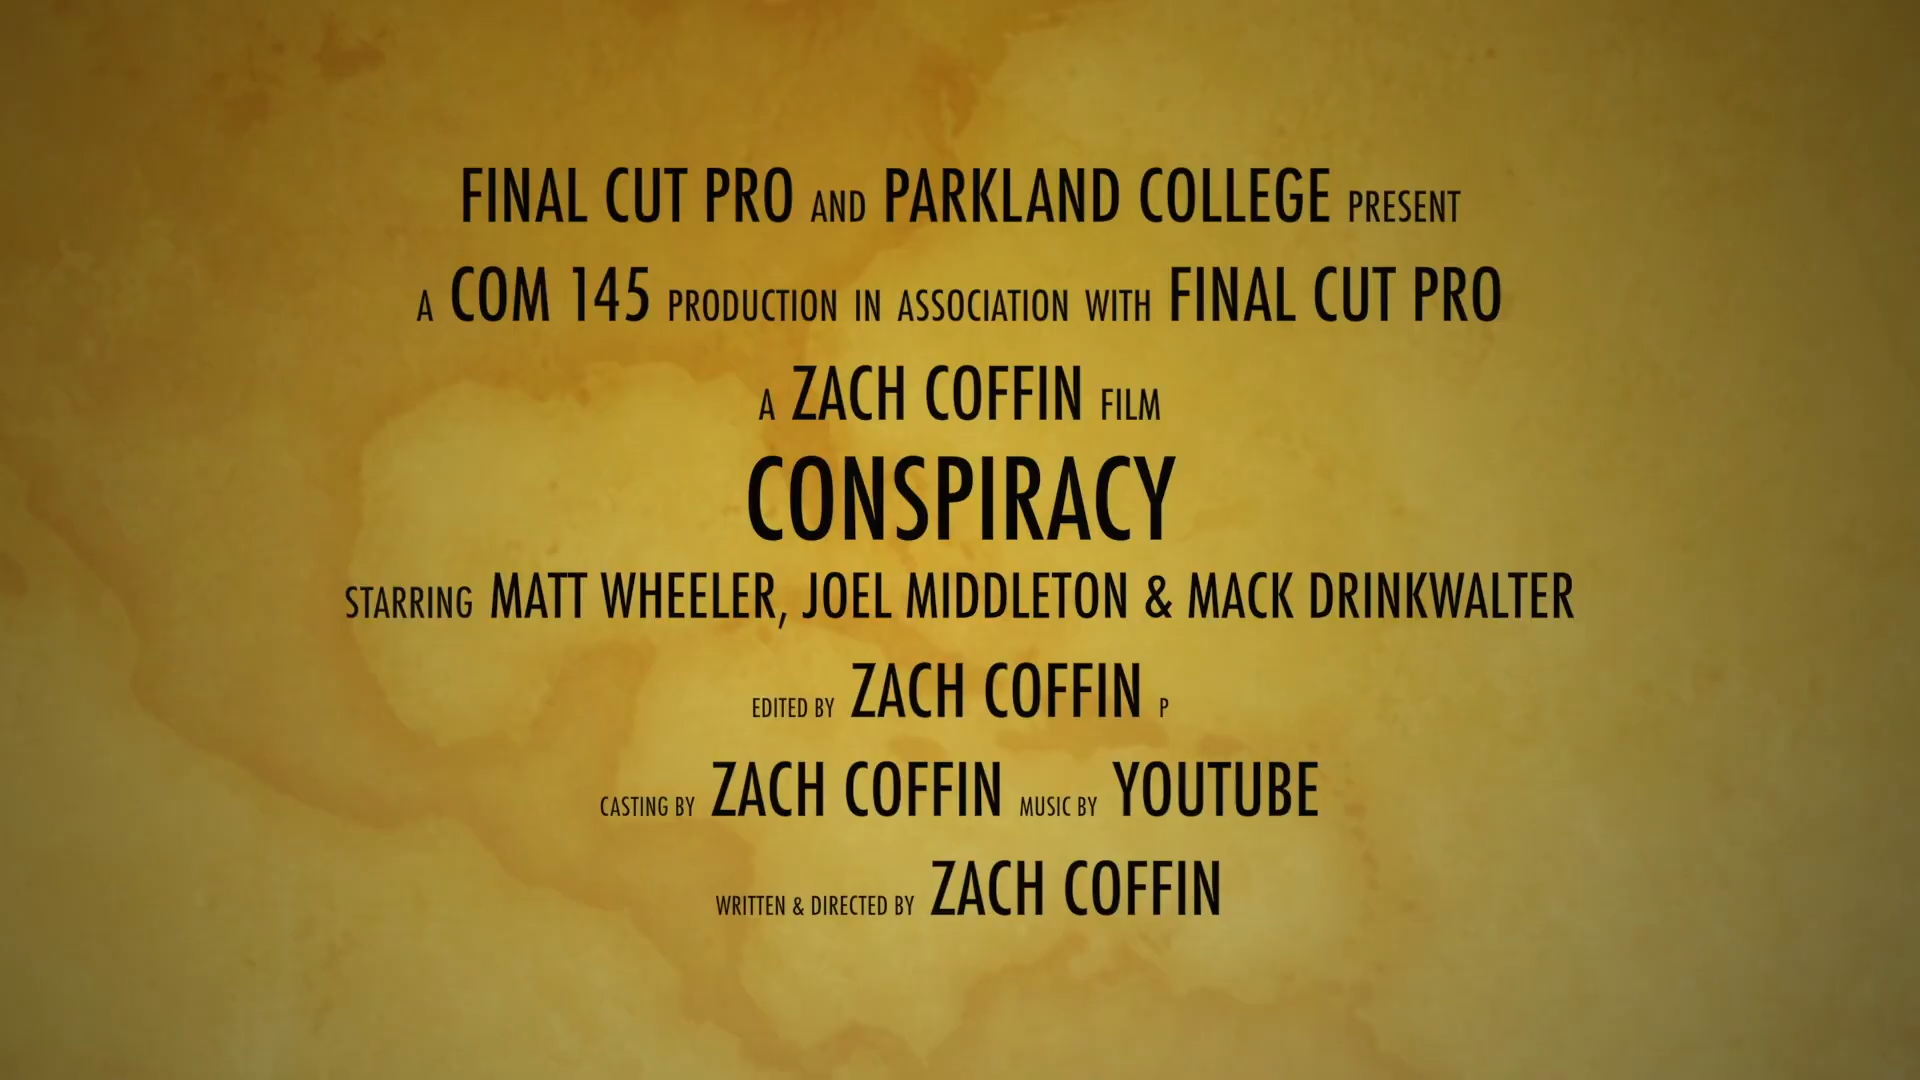 FINAL CUT PRO AND PARKLAND COLLEGE PRESENT
A COM 145 PRODUCTION IN ASSOCIATION WITH FINAL CUT PRO
A ZACH COFFIN FILM
CONSPIRACY
STARRING MATT WHEELER, JOEL MIDDLETON & MACK DRINKWALTER
EDITED BY ZACH COFFIN P
CASTING BY ZACH COFFIN MUSIC BY YOUTUBE
WRITTEN & DIRECTED BY ZACH COFFIN